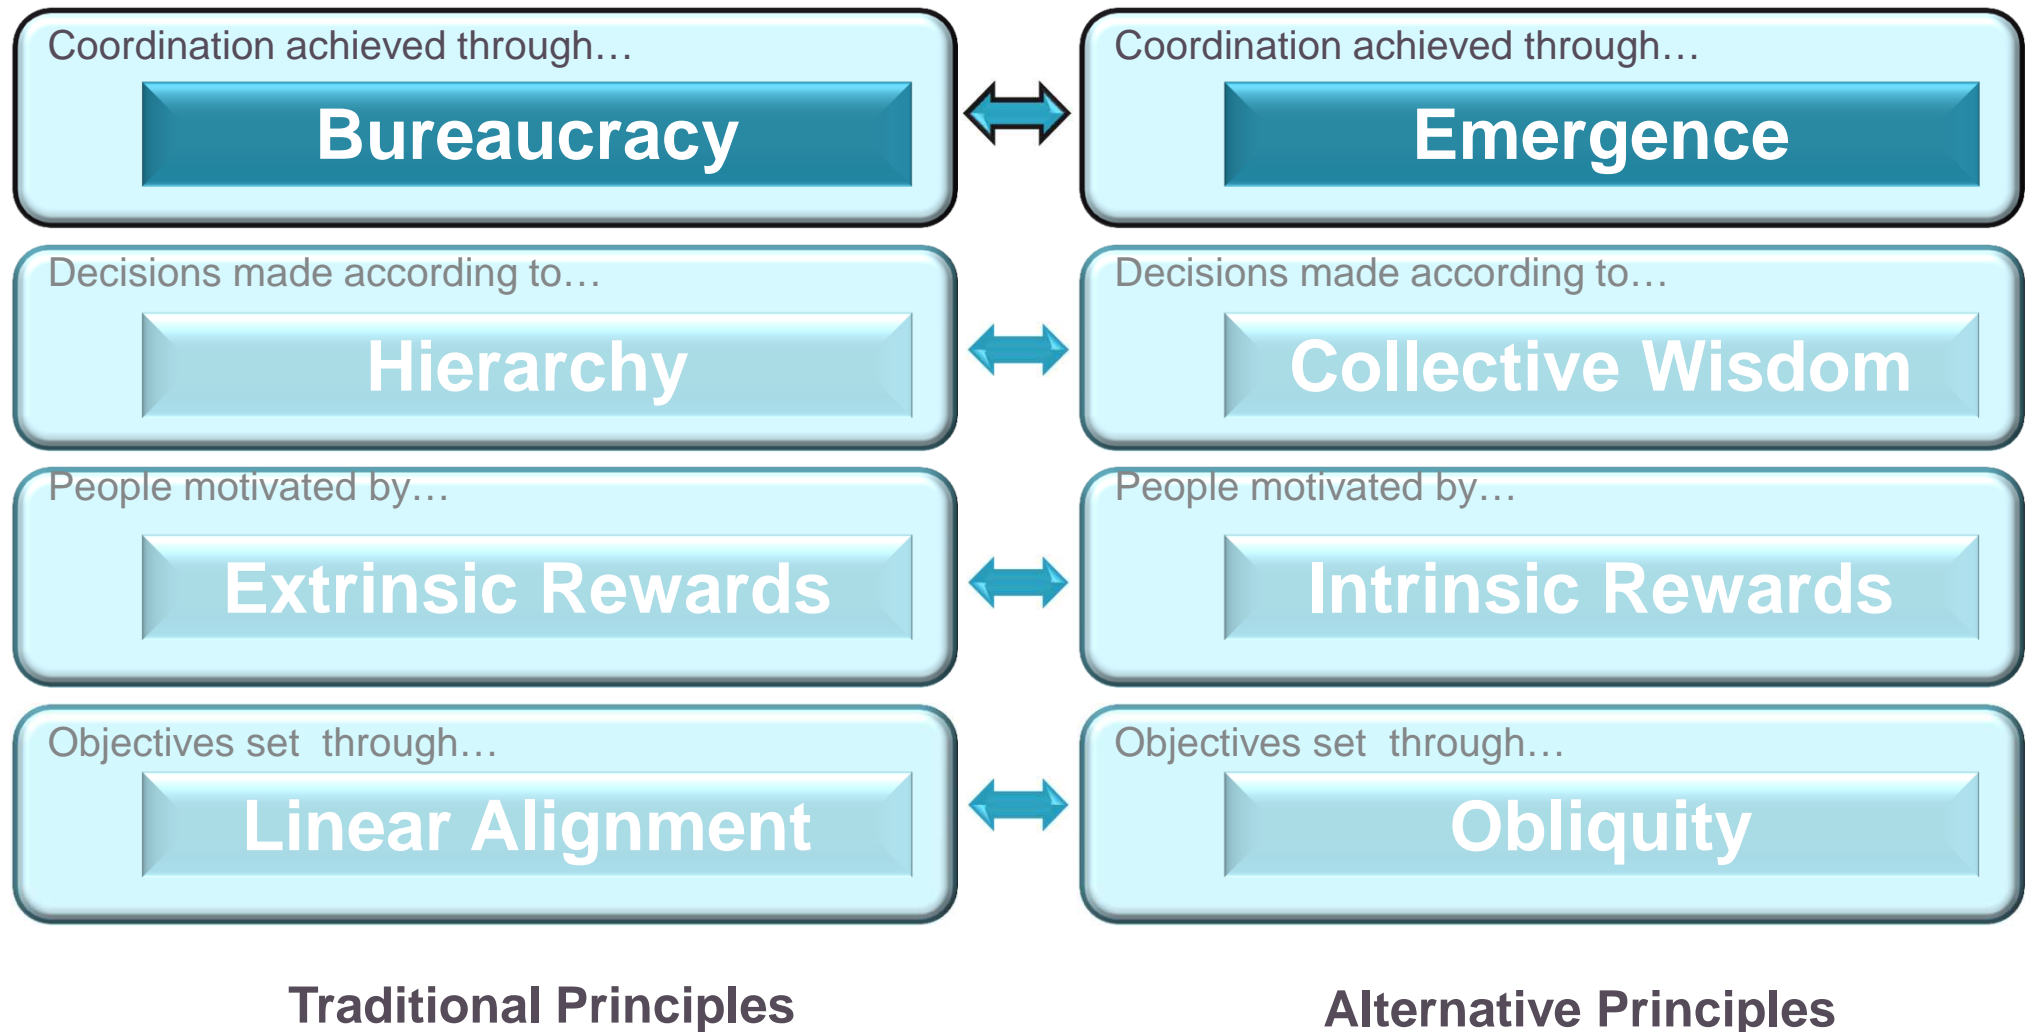 Coordination achieved through…
Bureaucracy
Coordination achieved through…
Emergence
Decisions made according to…
Hierarchy
Decisions made according to…
Collective Wisdom
People motivated by…
Extrinsic Rewards
People motivated by…
Intrinsic Rewards
Objectives set  through…
Linear Alignment
Objectives set  through…
Obliquity
Traditional Principles
Alternative Principles